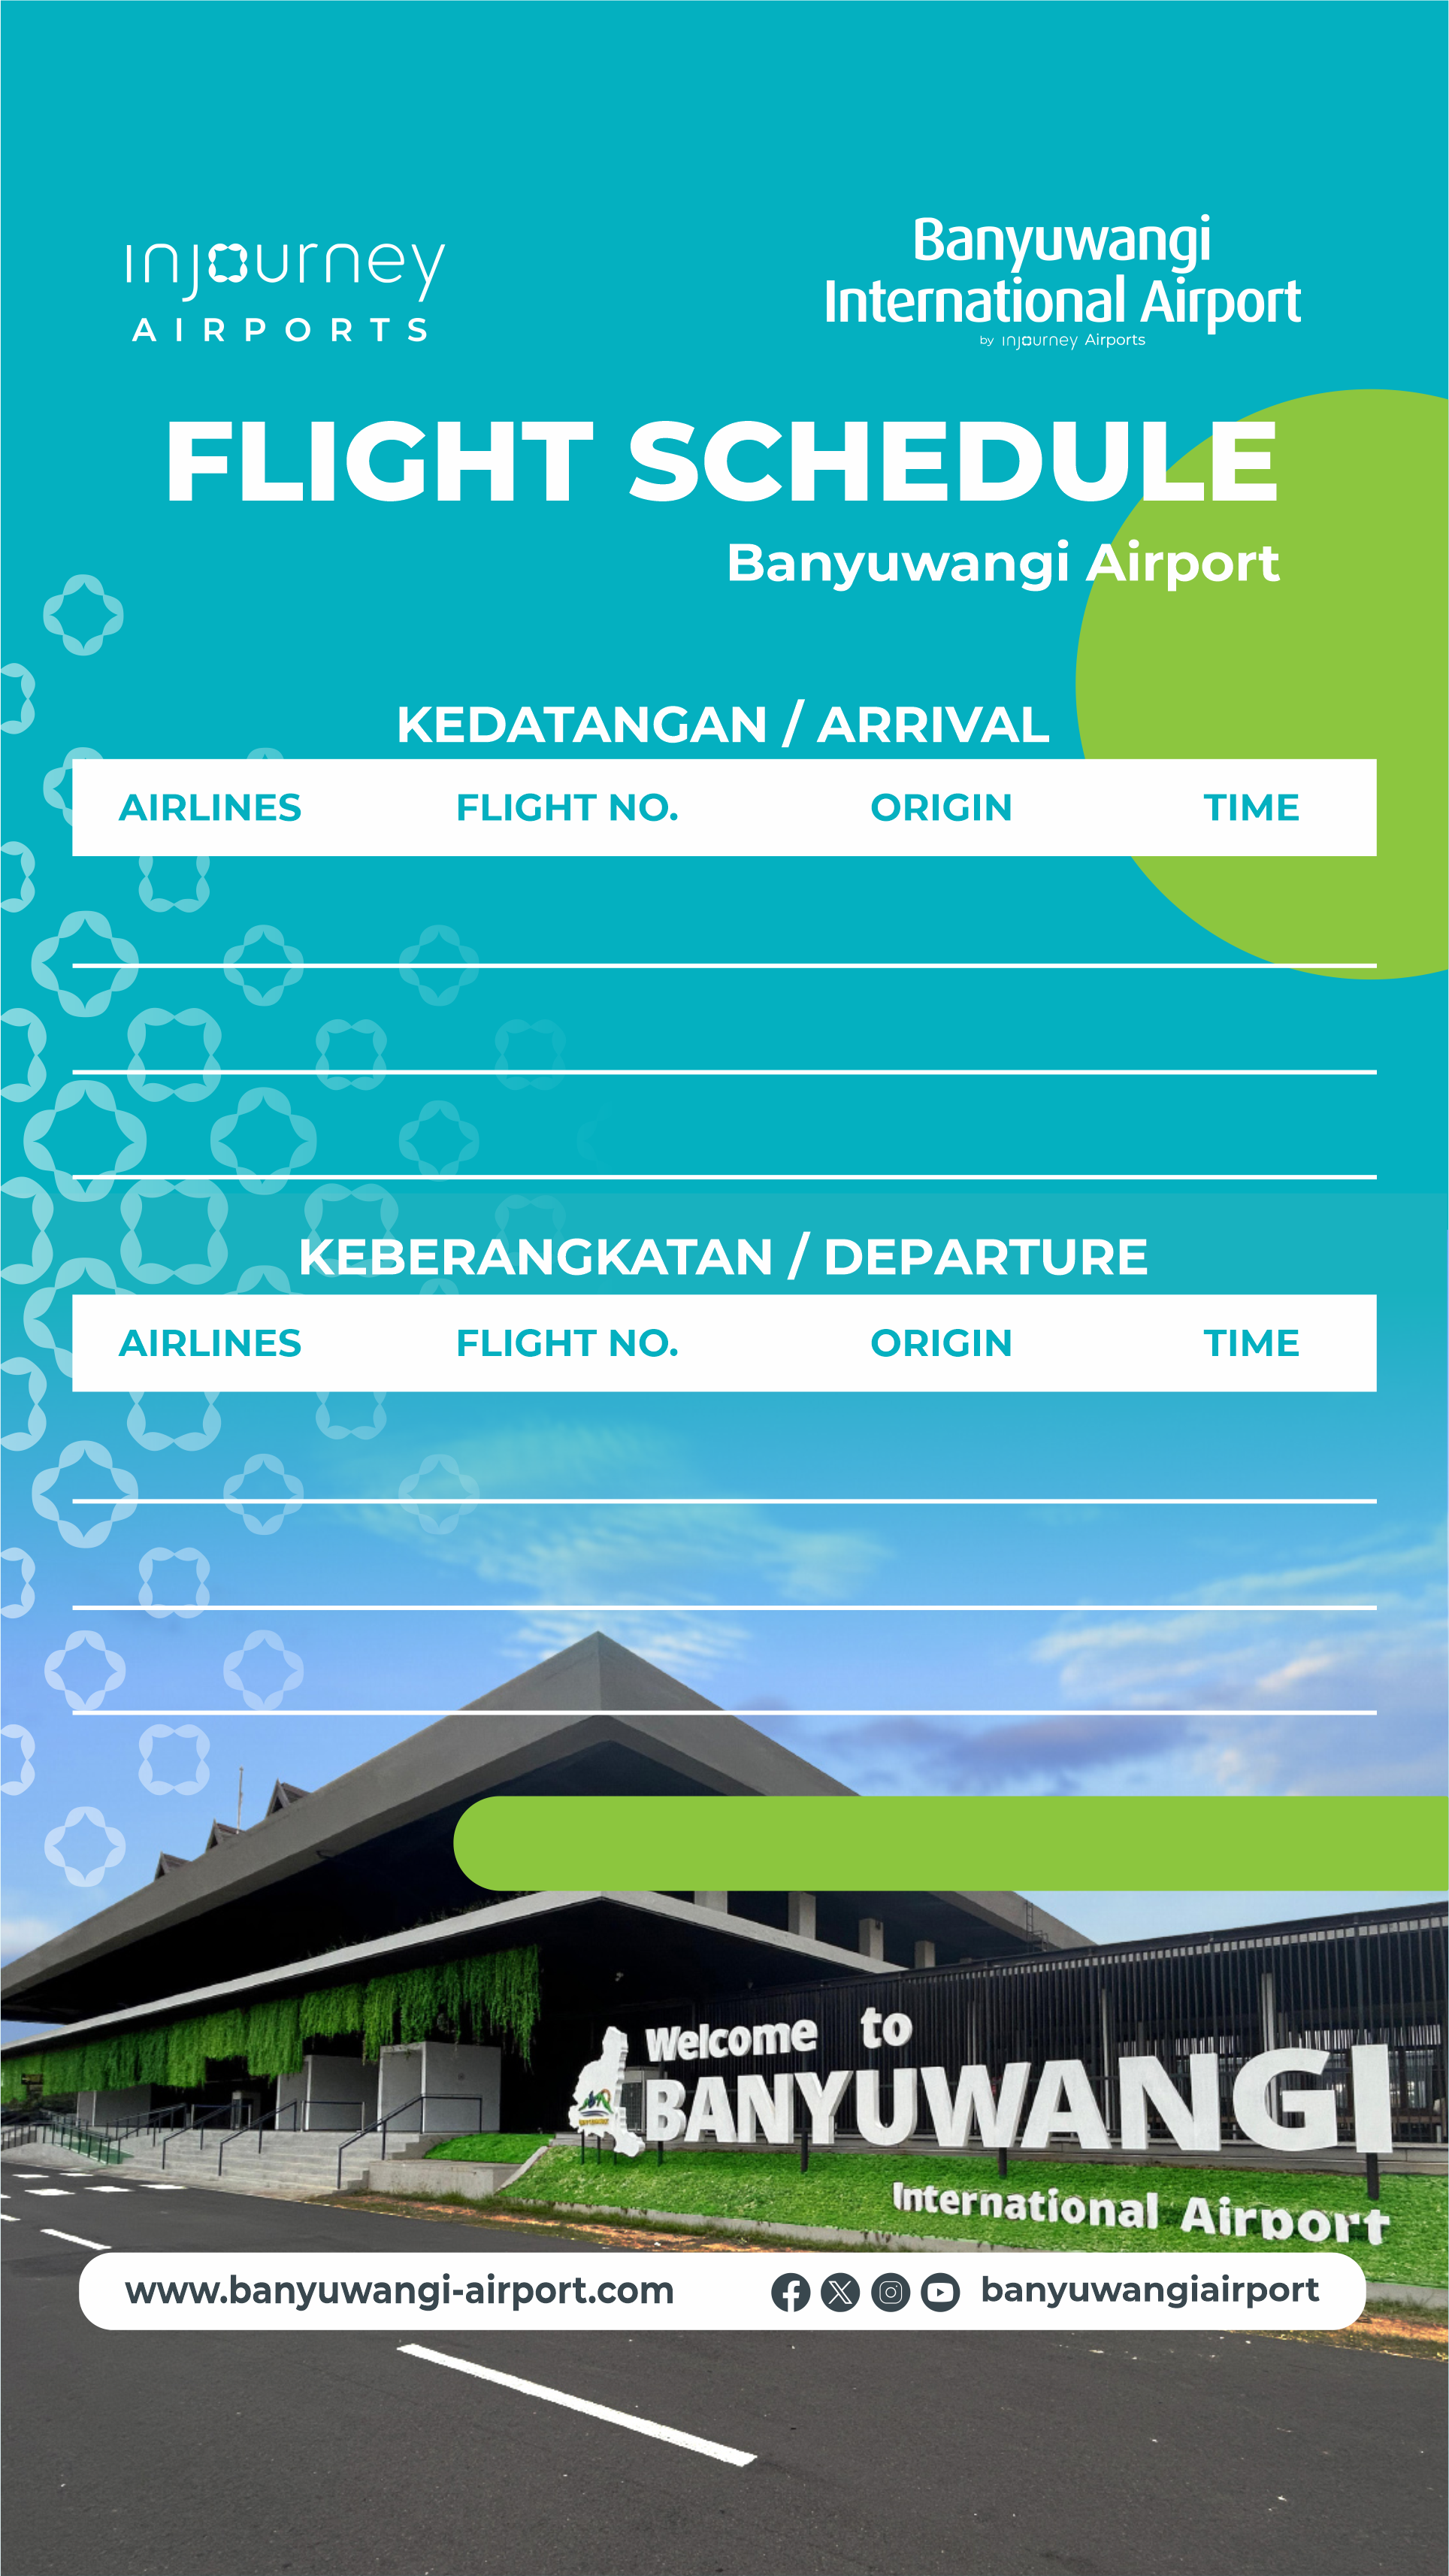 injourney
AIRPORTS
Banyuwangi
International Airport
by injourney Airports
FLIGHT SCHEDULE
Banyuwangi Airport
KEDATANGAN / ARRIVAL
AIRLINES FLIGHT NO. ORIGIN TIME
KEBERANGKATAN / DEPARTURE
AIRLINES FLIGHT NO. ORIGIN TIME
Welcome to
BANYUWANGI
International Airport
www.banyuwangi-airport.com banyuwangiairport